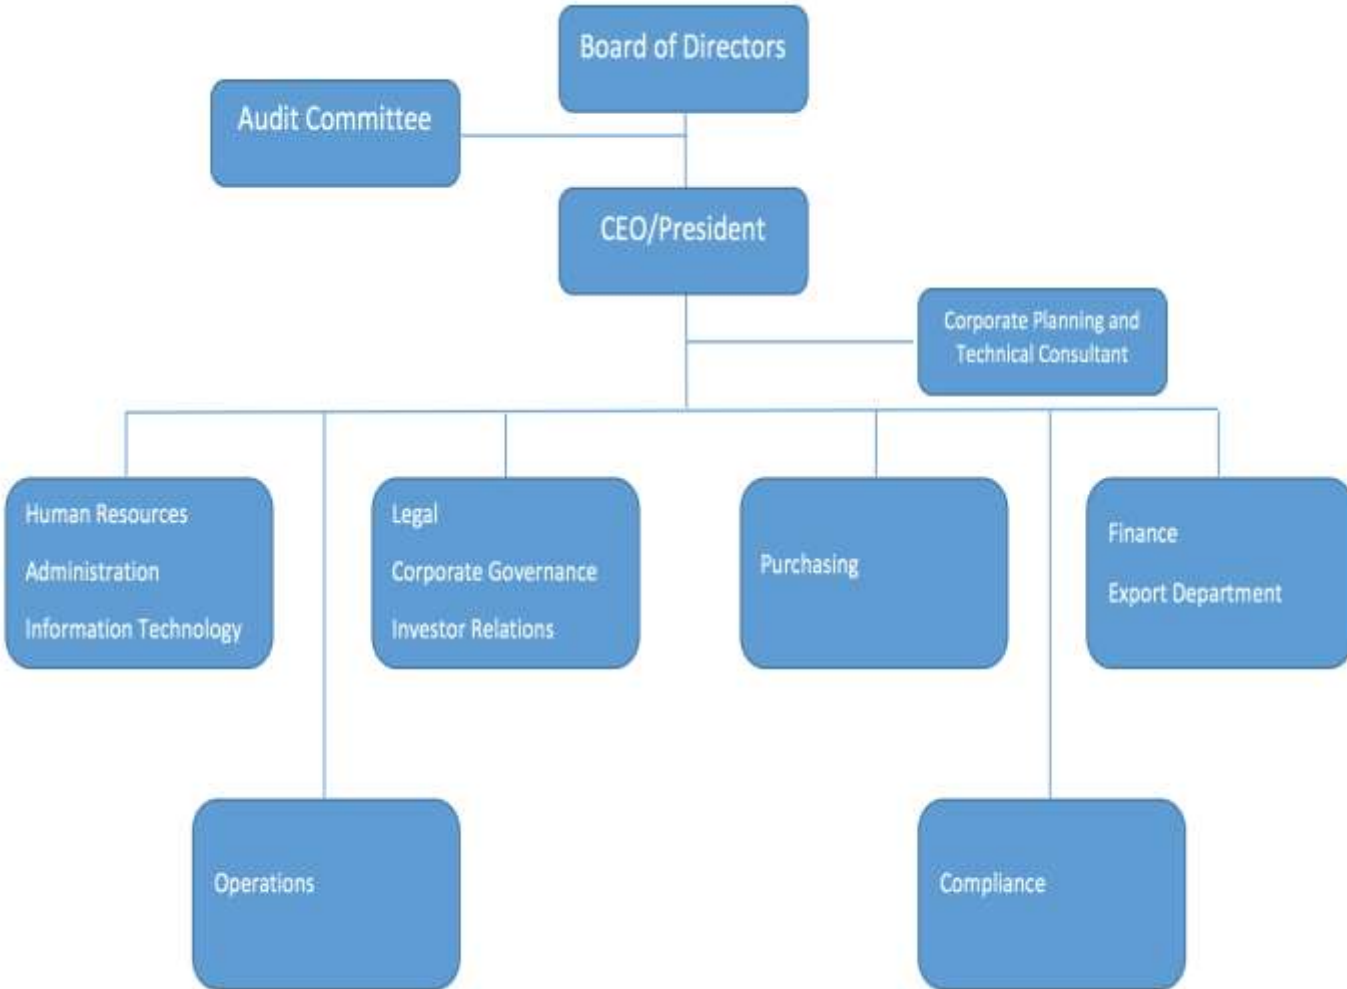 Board of Directors
Audit Committee
CEO/President
Corporate Planning and
Technical Consultant
Human Resources
Administration
Information Technology
Legal
Corporate Governance
Investor Relations
Purchasing
Finance
Export Department
Operations
Compliance